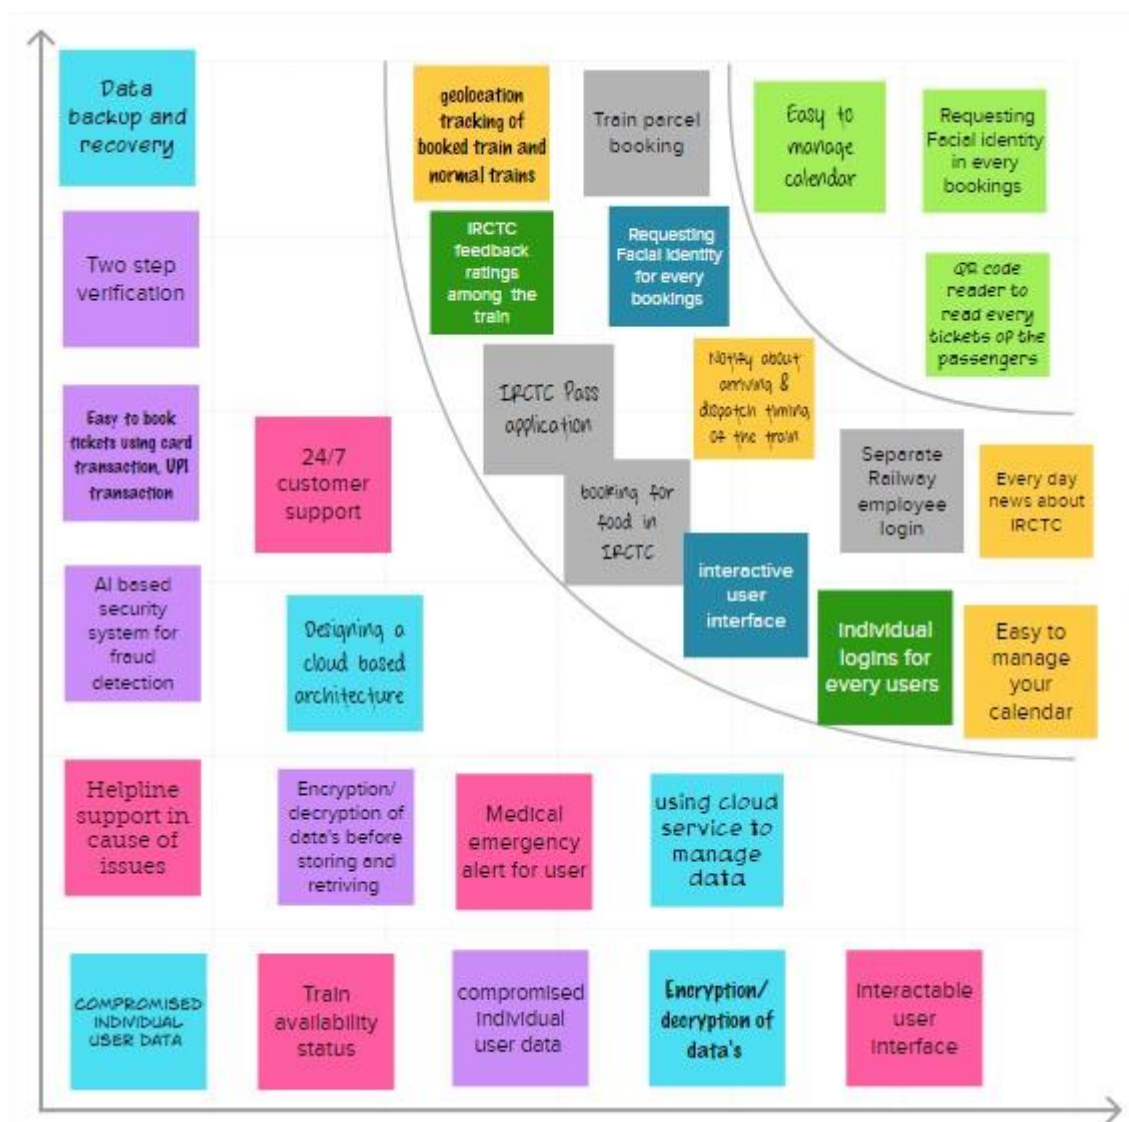 Data
backup and
recovery
geolocation
tracking of
booked train and
normal trains
Train parcel
booking
Easy to
manage
calendar
Requesting
Facial identity
in every
bookings
Two step
verification
IRCTC
feedback
ratings
among the
train
Requesting
Facial identity
for every
bookings
QR code
reader to
read every
tickets of the
passengers
Easy to book
tickets using card
transaction, UPI
transaction
24/7
customer
support
IRCTC Pass
application
Notify about
arriving &
dispatch timing
of the train
booking for
food in
IRCTC
Separate
Railway
employee
login
Every day
news about
IRCTC
AI based
security
system for
fraud
detection
Designing a
cloud based
architecture
interactive
user
interface
Individual
logins for
every users
Easy to
manage
your
calendar
Helpline
support in
cause of
issues
Encryption/
decryption of
data's before
storing and
retriving
Medical
emergency
alert for user
using cloud
service to
manage
data
COMPROMISED
INDIVIDUAL
USER DATA
Train
availability
status
compromised
individual
user data
Encryption/
decryption of
data's
Interactable
user
interface